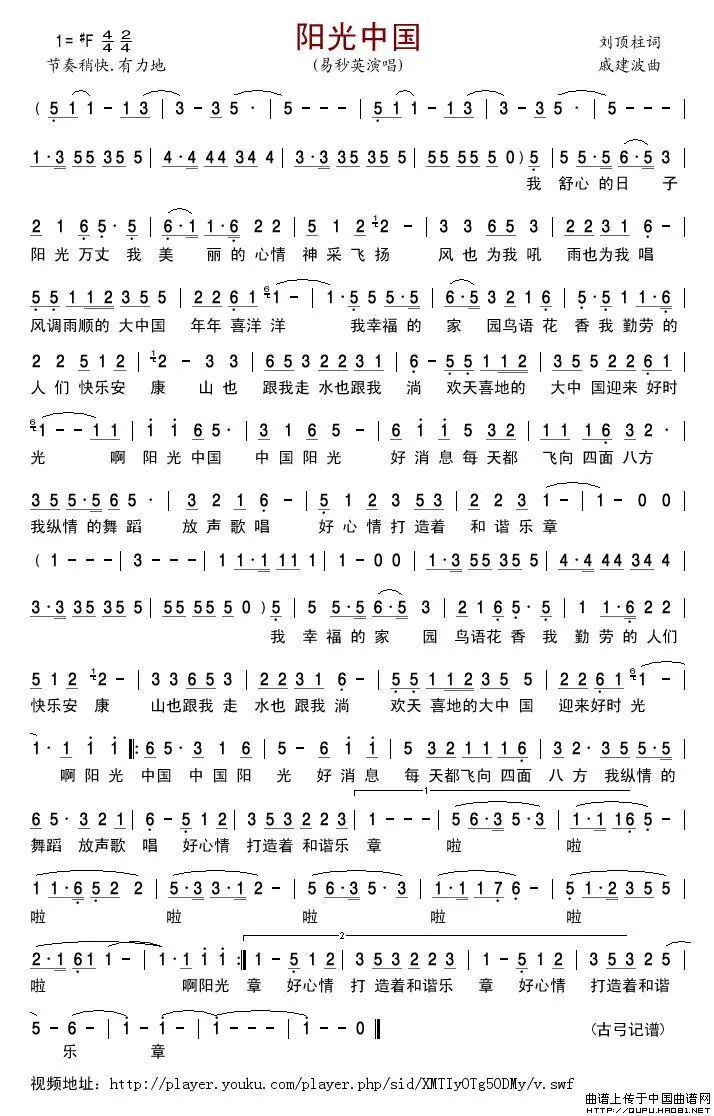 阳光中国
1=♯F 4/4 2/4
刘顶柱词
节奏稍快.有力地
(易秒英演唱)
戚建波曲
(5 1 1 - 1 3 | 3 - 3 5 · | 5 - - - | 5 - - - | 5 1 1 - 1 3 | 3 - 3 5 · | 5 - - - | 5 - - - |
1·3 55 35 5 | 4·4 44 34 4 | 3·3 35 35 5 | 55 55 5 0) 5 | 5 5·5 6·5 3
我 舒心 的日 子
2 1 6 5· 5 | 6·1 1·6 2 2 | 5 1 2 12 - | 3 3 6 5 3 | 2 2 3 1 6 - |
阳 光 万丈 我 美 丽 的 心情 神 采 飞 扬 风 也 为我 吼 雨也为我 唱
5 5 1 1 2 3 5 5 | 2 2 6 1 61 - | 1· 5 5 5 5·5 | 6·5 3 2 1 6 | 5 1 1·6
风调雨顺的 大中国 年年 喜洋 洋 我幸福 的 家 园鸟语 花 香 我 勤劳 的
2 2 5 1 2 | 12 - 3 3 | 6 5 3 2 2 3 1 | 6 - 5 5 1 1 2 | 3 5 5 2 2 6 1 |
人 们 快乐安 康 山 也 跟我走 水也跟我 淌 欢天喜地的 大中 国迎来 好时
61 - - 1 1 | i i 6 5· | 3 1 6 5 - | 6 i i 5 3 2 | 1 1 1 1 6 3 2 · |
光 啊 阳光 中国 中 国 阳 光 好 消 息 每 天都 飞向 四面 八方
3 5 5·5 6 5 · | 3 2 1 6 - | 5 1 2 3 5 3 | 2 2 3 1 - | 1 - 0 0 |
我纵情 的舞 蹈 放 声 歌 唱 好 心 情 打 造着 和 谐 乐 章
(1 - - - | 3 - - - | 1 1·1 1 1 1 1 | 1 - 0 0 | 1·3 55 35 5 | 4·4 44 34 4
3·3 35 35 5 | 55 55 5 0) 5 | 5 5·5 6·5 3 | 2 1 6 5· 5 | 1 1·6 2 2 |
我 幸 福 的 家 园 鸟语花 香 我 勤 劳 的 人们
5 1 2 12 - | 3 3 6 5 3 | 2 2 3 1 6 - | 5 5 1 1 2 3 5 5 | 2 2 6 1 61 - |
快乐安 康 山也跟我 走 水也 跟我 淌 欢天 喜地的大中 国 迎来好时 光
1· 1 i i ‖: 6 5· 3 1 6 | 5 - 6 i i | 5 3 2 1 1 1 1 6 | 3 2· 3 5 5 5·5 |
啊 阳 光 中国 中 国 阳 光 好 消 息 每 天都飞向 四面 八 方 我纵情 的
1
6 5· 3 2 1 | 6 - 5 1 2 | 3 5 3 2 2 3 | 1 - - - | 5 6·3 5·3 | 1·1 1 1 6 5 - |
舞蹈 放声歌 唱 好心情 打造着 和谐乐 章 啦 啦
1 1·6 5 2 2 | 5·3 3·1 2 - | 5 6·3 5·3· | 1·1 1 7 6 - | 5·1 5 3 5 - |
啦 啦 啦 啦 啦
2
2·1 6 1 1 - | 1· 1 i i :‖ 1 - 5 1 2 | 3 5 3 2 2 3 | 1 - 5 1 2 | 3 5 3 2 5 |
啦 啊阳光 章 好心情 打 造着和谐乐 章 好心情 打造着 和谐
5 - 6 - | i - i - | i - - - | i 0 ‖
(古弓记谱)
乐 章
视频地址：http://player.youku.com/player.php/sid/XMTIyOTg5ODMy/v.swf
曲谱上传于中国曲谱网
http://QUPU.HAO81.NET